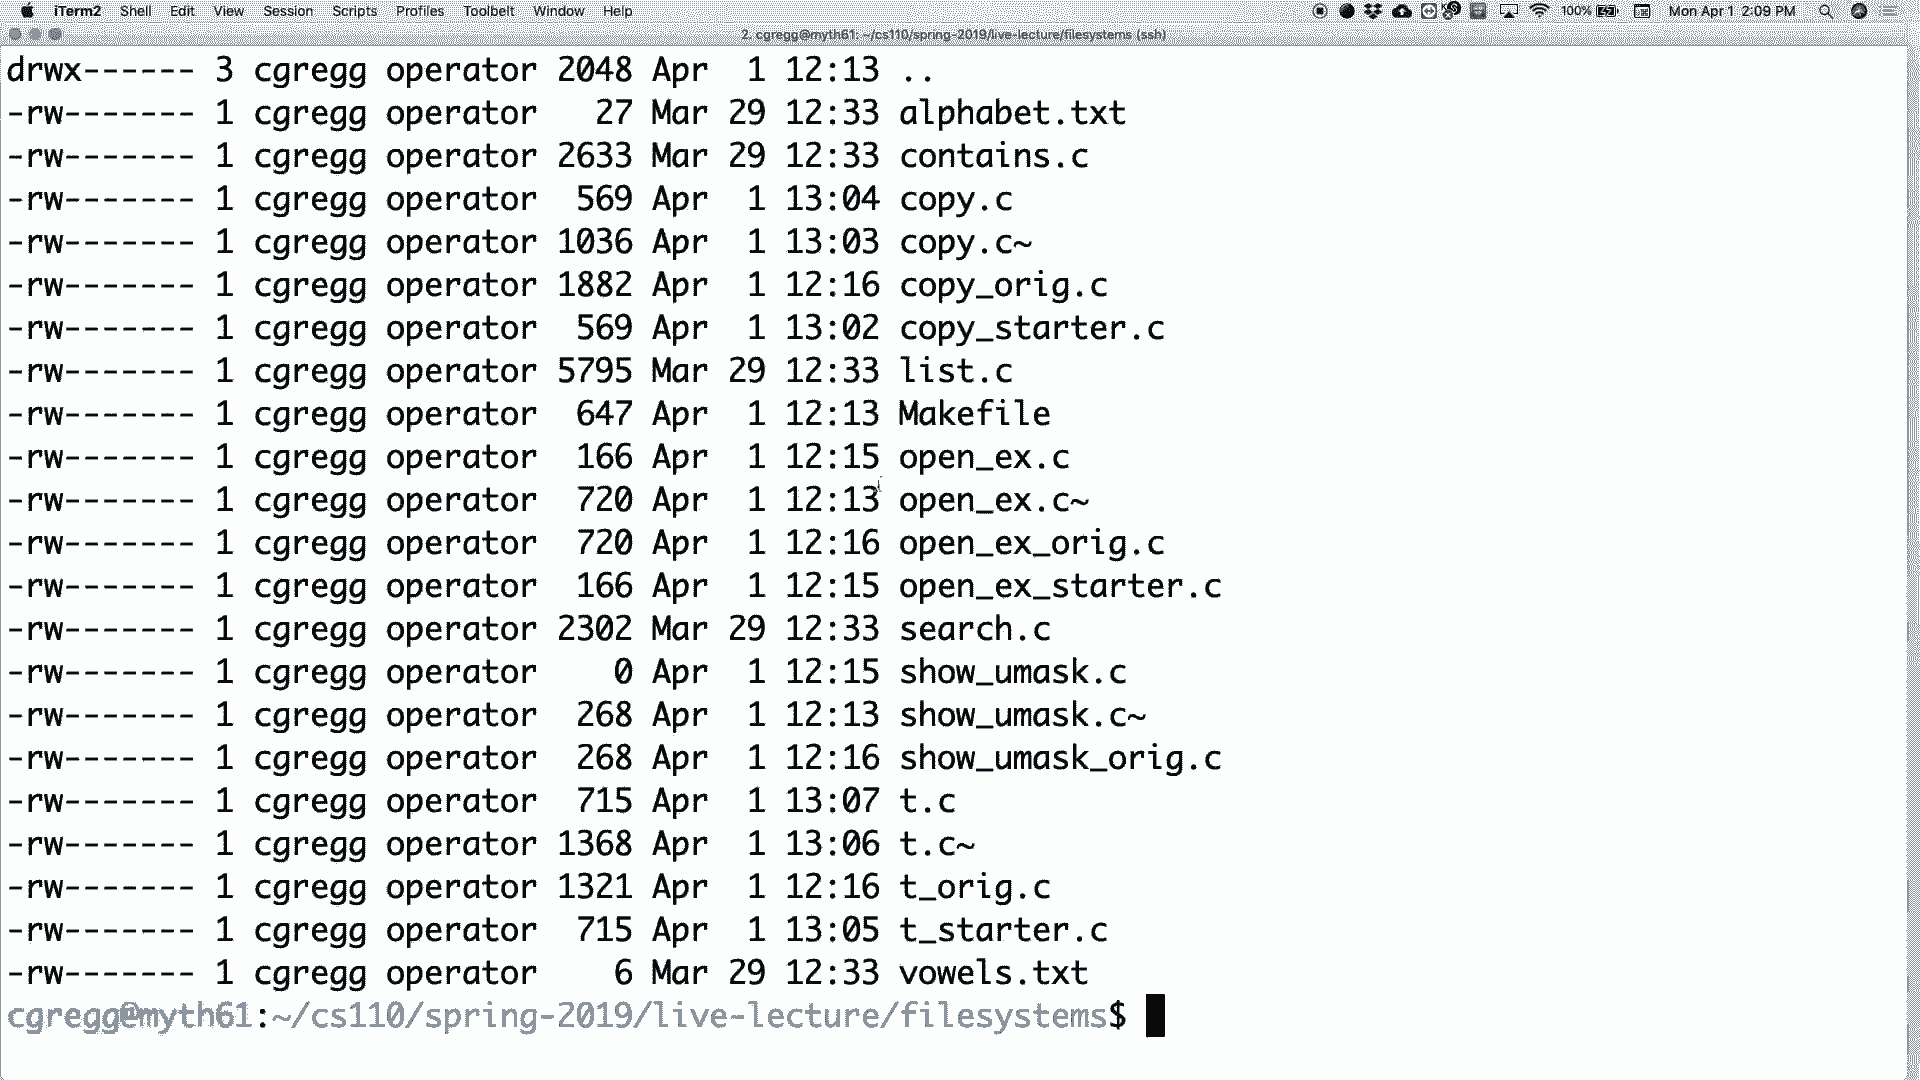 iTerm2 Shell Edit View Session Scripts Profiles Toolbelt Window Help 100% Mon Apr 1 2:09 PM
2. cgregg@myth61: ~/cs110/spring-2019/live-lecture/filesystems (ssh)
drwx------ 3 cgregg operator 2048 Apr  1 12:13 ..
-rw------- 1 cgregg operator   27 Mar 29 12:33 alphabet.txt
-rw------- 1 cgregg operator 2633 Mar 29 12:33 contains.c
-rw------- 1 cgregg operator  569 Apr  1 13:04 copy.c
-rw------- 1 cgregg operator 1036 Apr  1 13:03 copy.c~
-rw------- 1 cgregg operator 1882 Apr  1 12:16 copy_orig.c
-rw------- 1 cgregg operator  569 Apr  1 13:02 copy_starter.c
-rw------- 1 cgregg operator 5795 Mar 29 12:33 list.c
-rw------- 1 cgregg operator  647 Apr  1 12:13 Makefile
-rw------- 1 cgregg operator  166 Apr  1 12:15 open_ex.c
-rw------- 1 cgregg operator  720 Apr  1 12:13 open_ex.c~
-rw------- 1 cgregg operator  720 Apr  1 12:16 open_ex_orig.c
-rw------- 1 cgregg operator  166 Apr  1 12:15 open_ex_starter.c
-rw------- 1 cgregg operator 2302 Mar 29 12:33 search.c
-rw------- 1 cgregg operator    0 Apr  1 12:15 show_umask.c
-rw------- 1 cgregg operator  268 Apr  1 12:13 show_umask.c~
-rw------- 1 cgregg operator  268 Apr  1 12:16 show_umask_orig.c
-rw------- 1 cgregg operator  715 Apr  1 13:07 t.c
-rw------- 1 cgregg operator 1368 Apr  1 13:06 t.c~
-rw------- 1 cgregg operator 1321 Apr  1 12:16 t_orig.c
-rw------- 1 cgregg operator  715 Apr  1 13:05 t_starter.c
-rw------- 1 cgregg operator    6 Mar 29 12:33 vowels.txt
cgregg@myth61:~/cs110/spring-2019/live-lecture/filesystems$